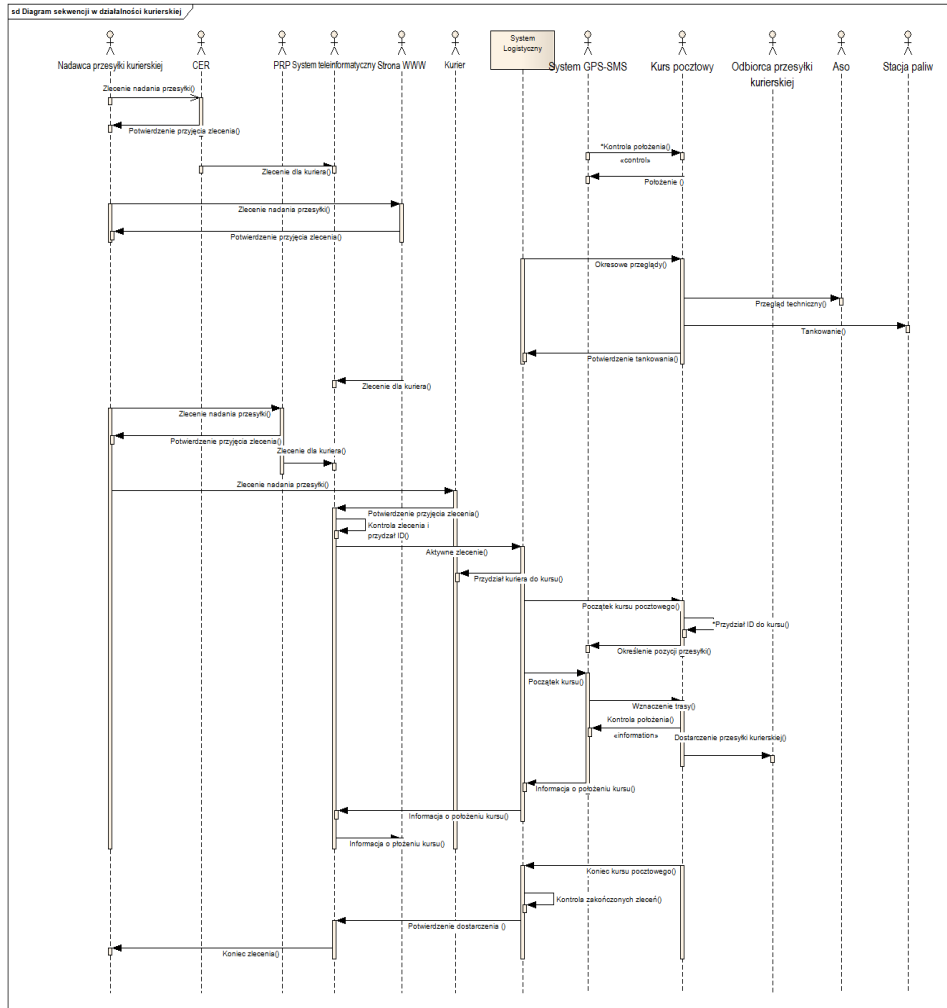 sd Diagram sekwencji w działalności kurierskiej
System
Logistyczny
Nadawca przesyłki kurierskiej
CER
PRP
System teleinformatyczny
Strona WWW
Kurier
System GPS-SMS
Kurs pocztowy
Odbiorca przesyłki
kurierskiej
Aso
Stacja paliw
Zlecenie nadania przesyłki()
Potwierdzenie przyjęcia zlecenia()
*Kontrola położenia()
«control»
Zlecenie dla kuriera()
Położenie ()
Zlecenie nadania przesyłki()
Potwierdzenie przyjęcia zlecenia()
Okresowe przeglądy()
Przegląd techniczny()
Tankowanie()
Potwierdzenie tankowania()
Zlecenie dla kuriera()
Zlecenie nadania przesyłki()
Potwierdzenie przyjęcia zlecenia()
Zlecenie dla kuriera()
Zlecenie nadania przesyłki()
Potwierdzenie przyjęcia zlecenia()
Kontrola zlecenia i
przydzał ID()
Aktywne zlecenie()
Przydział kuriera do kursu()
Początek kursu pocztowego()
*Przydział ID do kursu()
Określenie pozycji przesyłki()
Początek kursu()
Wznaczenie trasy()
Kontrola położenia()
«information»
Dostarczenie przesyłki kurierskiej()
Informacja o położeniu kursu()
Informacja o położeniu kursu()
Informacja o płożeniu kursu()
Koniec kursu pocztowego()
Kontrola zakończonych zleceń()
Potwierdzenie dostarczenia ()
Koniec zlecenia()